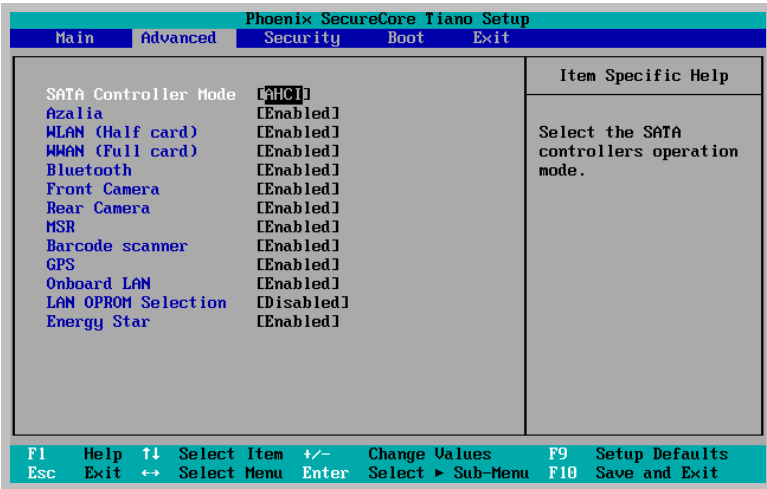 Phoenix SecureCore Tiano Setup
Main Advanced Security Boot Exit
Item Specific Help
SATA Controller Mode [AHCI]
Azalia [Enabled]
WLAN (Half card) [Enabled]
WWAN (Full card) [Enabled]
Bluetooth [Enabled]
Front Camera [Enabled]
Rear Camera [Enabled]
MSR [Enabled]
Barcode scanner [Enabled]
GPS [Enabled]
Onboard LAN [Enabled]
LAN OPROM Selection [Disabled]
Energy Star [Enabled]
Select the SATA
controllers operation
mode.
F1 Help ↑↓ Select Item +/- Change Values F9 Setup Defaults
Esc Exit ↔ Select Menu Enter Select ► Sub-Menu F10 Save and Exit